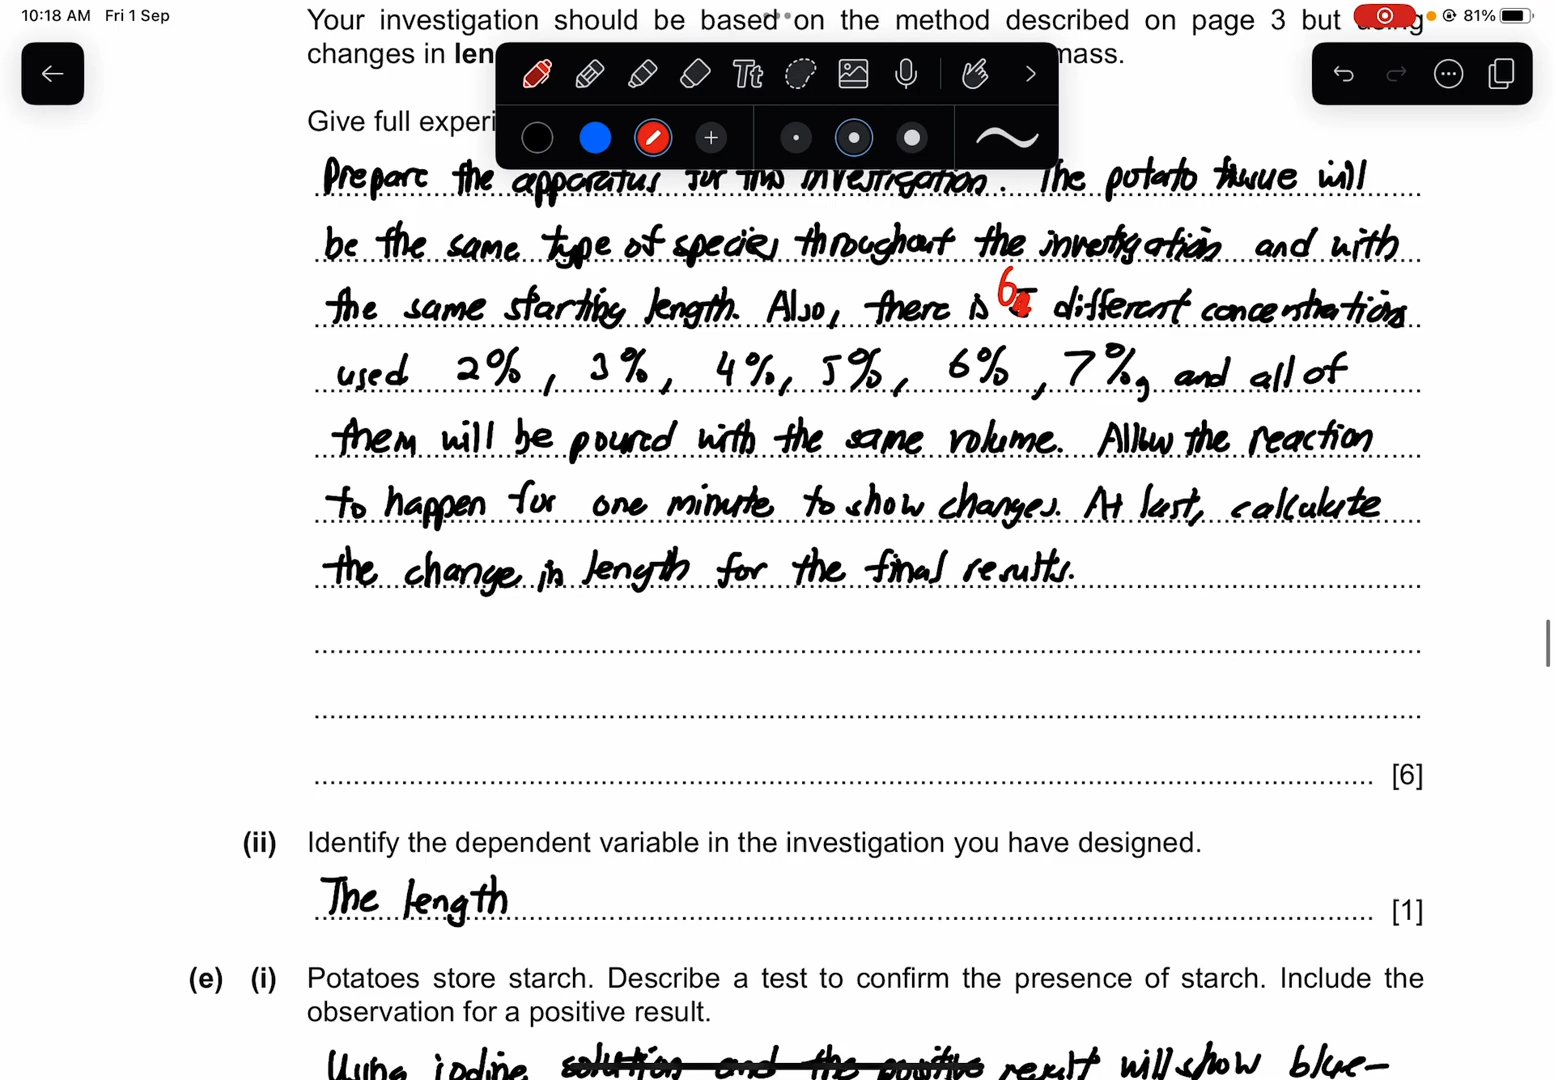 10:18 AM Fri 1 Sep
81%
Your investigation should be based on the method described on page 3 but using
changes in len mass.
Tt
Give full experi
Prepare the apparatus for this investigation. The potato tissue will
be the same type of species throughout the investigation and with
the same starting length. Also, there is 6 different concentrations
used 2%, 3%, 4%, 5%, 6%, 7%, and all of
them will be poured with the same volume. Allow the reaction
to happen for one minute to show changes. At last, calculate
the change in length for the final results.
[6]
(ii) Identify the dependent variable in the investigation you have designed.
The length
[1]
(e) (i) Potatoes store starch. Describe a test to confirm the presence of starch. Include the
observation for a positive result.
Using iodine solution and the positive result will show blue-